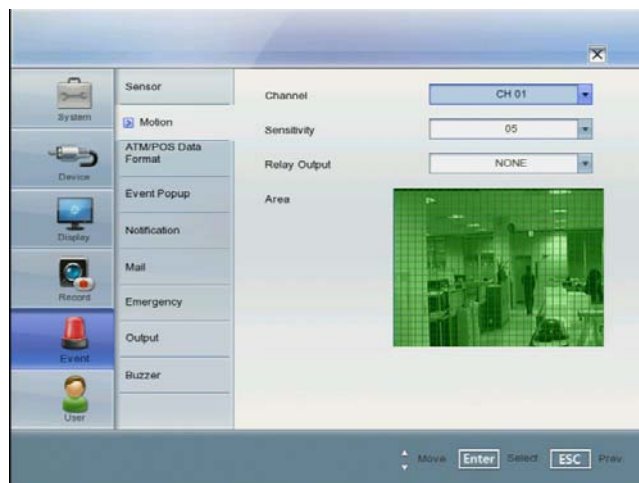 System
Device
Display
Record
Event
User
Sensor
Motion
ATM/POS Data
Format
Event Popup
Notification
Mail
Emergency
Output
Buzzer
Channel CH 01
Sensitivity 05
Relay Output NONE
Area
Move Enter Select ESC Prev